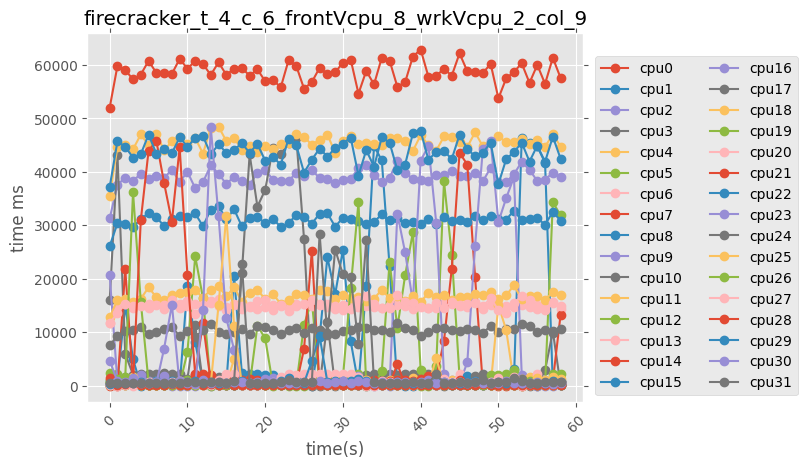 firecracker_t_4_c_6_frontVcpu_8_wrkVcpu_2_col_9
60000
50000
40000
30000
20000
10000
0
time ms
0
10
20
30
40
50
60
time(s)
cpu0
cpu1
cpu2
cpu3
cpu4
cpu5
cpu6
cpu7
cpu8
cpu9
cpu10
cpu11
cpu12
cpu13
cpu14
cpu15
cpu16
cpu17
cpu18
cpu19
cpu20
cpu21
cpu22
cpu23
cpu24
cpu25
cpu26
cpu27
cpu28
cpu29
cpu30
cpu31